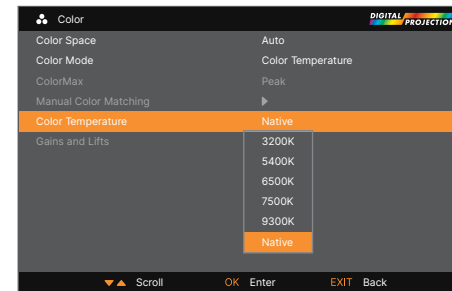 Color
DIGITAL PROJECTION
Color Space Auto
Color Mode Color Temperature
ColorMax Peak
Manual Color Matching
Color Temperature Native
Gains and Lifts 3200K
5400K
6500K
7500K
9300K
Native
Scroll OK Enter EXIT Back